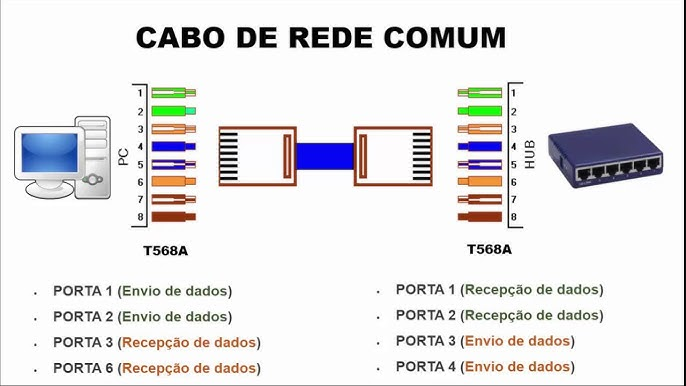 CABO DE REDE COMUM
PC
1
2
3
4
5
6
7
8
T568A
1
2
3
4
5
6
7
8
HUB
T568A
• PORTA 1 (Envio de dados)
• PORTA 2 (Envio de dados)
• PORTA 3 (Recepção de dados)
• PORTA 6 (Recepção de dados)
• PORTA 1 (Recepção de dados)
• PORTA 2 (Recepção de dados)
• PORTA 3 (Envio de dados)
• PORTA 4 (Envio de dados)